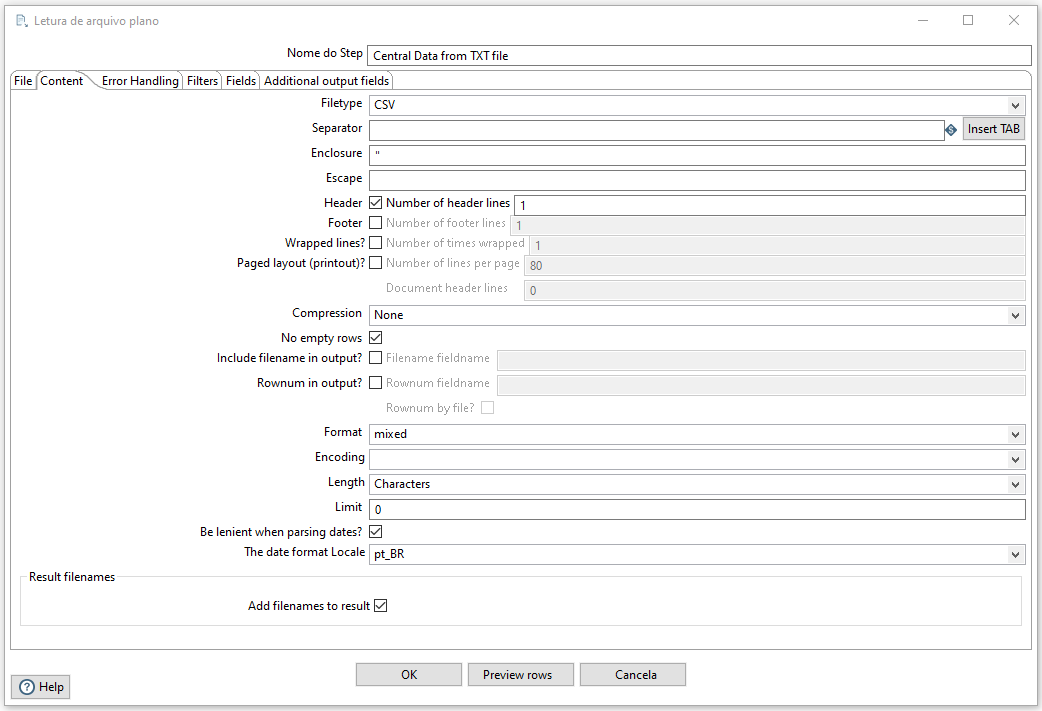 Letura de arquivo plano
Nome do Step Central Data from TXT file
File Content Error Handling Filters Fields Additional output fields
Filetype CSV
Separator Insert TAB
Enclosure "
Escape
Header Number of header lines 1
Footer Number of footer lines 1
Wrapped lines? Number of times wrapped 1
Paged layout (printout)? Number of lines per page 80
Document header lines 0
Compression None
No empty rows
Include filename in output? Filename fieldname
Rownum in output? Rownum fieldname
Rownum by file?
Format mixed
Encoding
Length Characters
Limit 0
Be lenient when parsing dates?
The date format Locale pt_BR
Result filenames
Add filenames to result
OK Preview rows Cancela
? Help